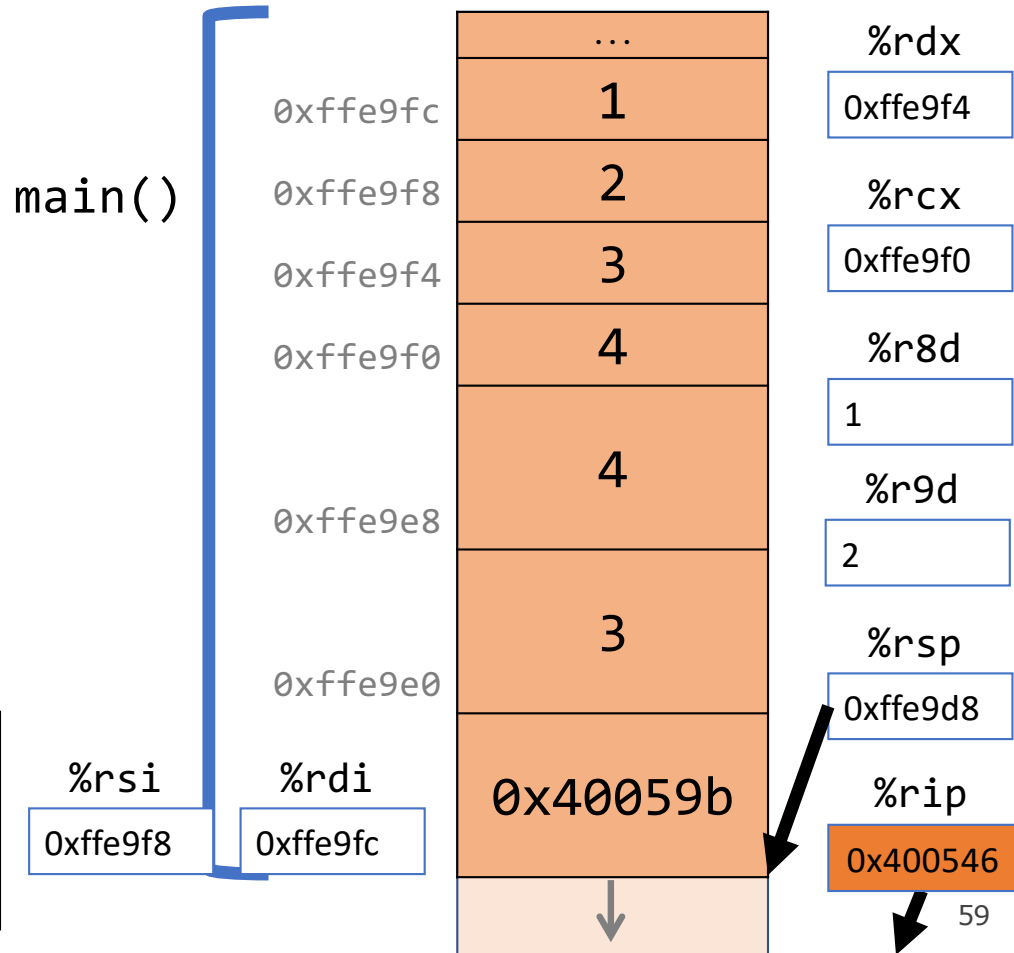 ...
%rdx
0xffe9fc
1
0xffe9f4
main()
0xffe9f8
2
%rcx
0xffe9f4
3
0xffe9f0
0xffe9f0
4
%r8d
1
4
%r9d
0xffe9e8
2
3
%rsp
0xffe9e0
0xffe9d8
%rsi
%rdi
0x40059b
%rip
0xffe9f8
0xffe9fc
0x400546
59